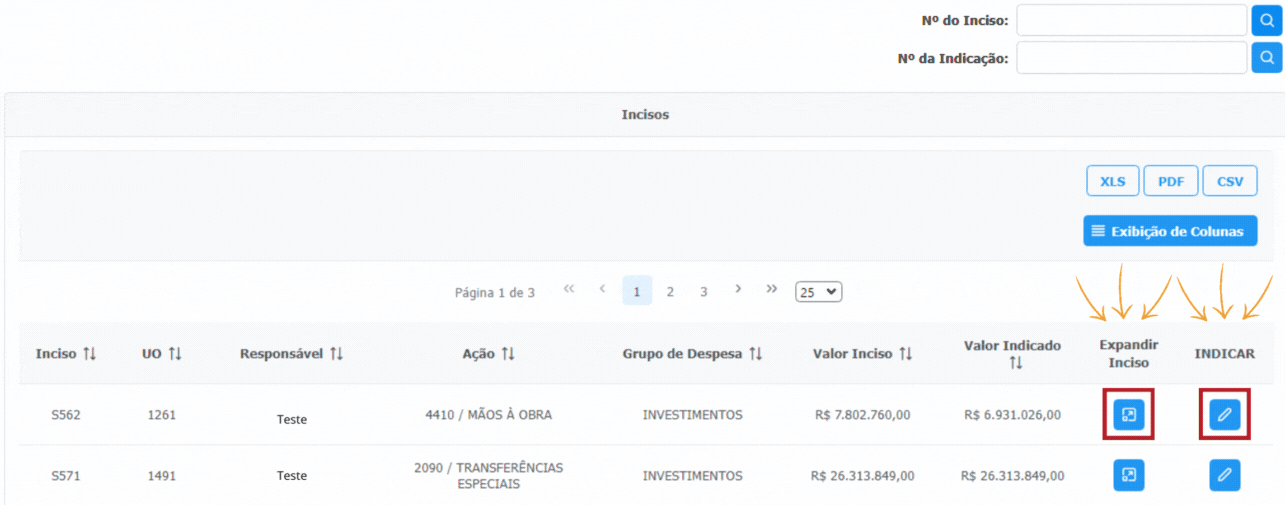 Nº do Inciso:
Nº da Indicação:
Incisos
XLS PDF CSV
Exibição de Colunas
Página 1 de 3 « ‹ 1 2 3 › » 25
Inciso ↑↓ UO ↑↓ Responsável ↑↓ Ação ↑↓ Grupo de Despesa ↑↓ Valor Inciso ↑↓ Valor Indicado ↑↓ Expandir Inciso INDICAR
S562 1261 Teste 4410 / MÃOS À OBRA INVESTIMENTOS R$ 7.802.760,00 R$ 6.931.026,00
S571 1491 Teste 2090 / TRANSFERÊNCIAS ESPECIAIS INVESTIMENTOS R$ 26.313.849,00 R$ 26.313.849,00